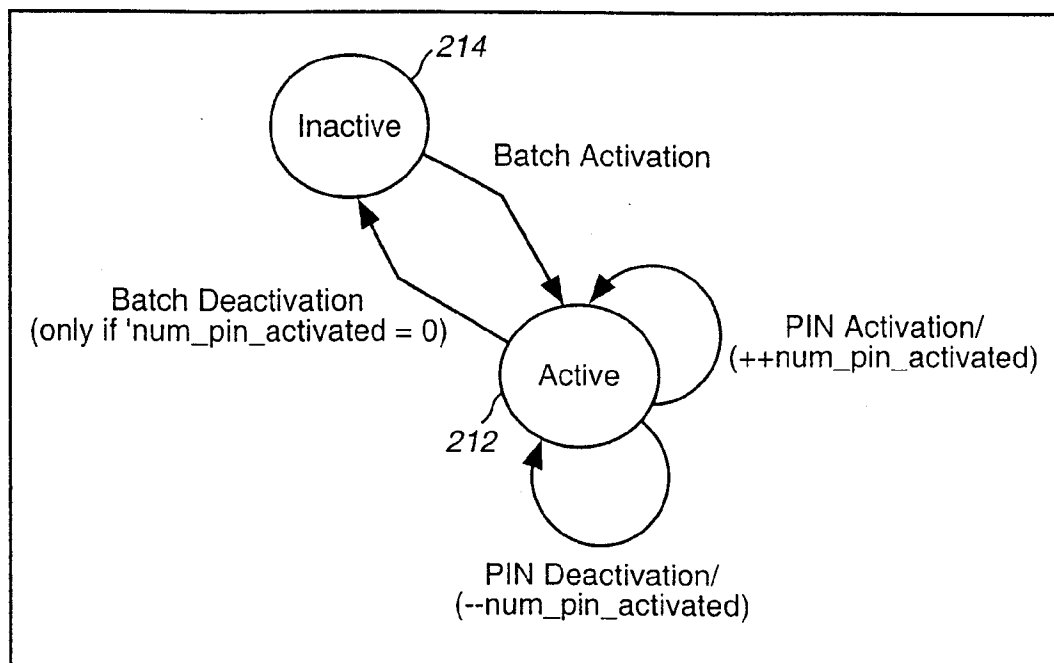 214
Inactive
Batch Activation
Batch Deactivation
(only if 'num_pin_activated = 0)
PIN Activation/
(++num_pin_activated)
Active
212
PIN Deactivation/
(--num_pin_activated)